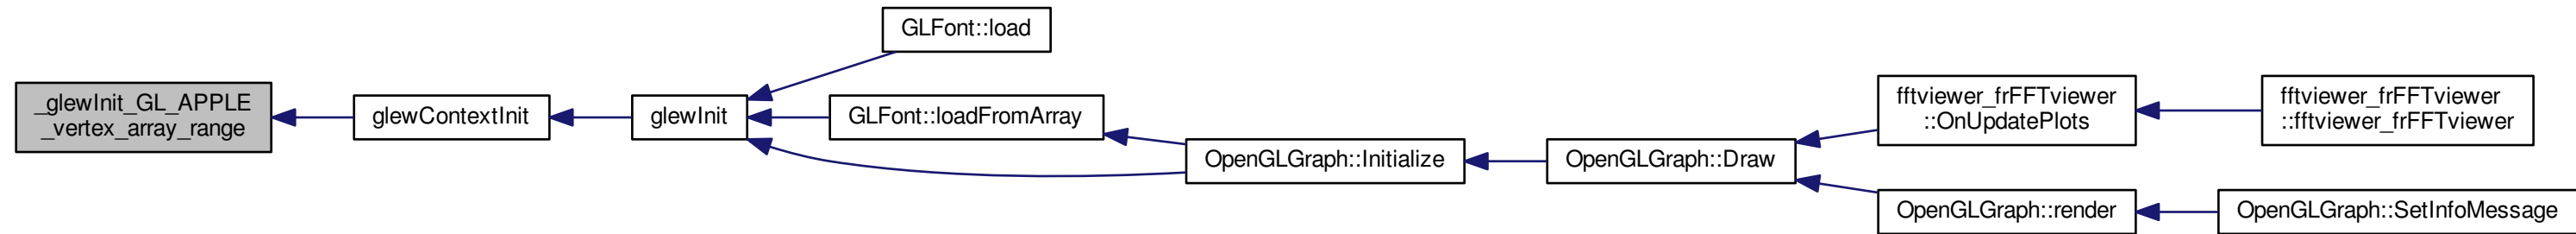 _glewInit_GL_APPLE
_vertex_array_range
glewContextInit
glewInit
GLFont::load
GLFont::loadFromArray
OpenGLGraph::Initialize
OpenGLGraph::Draw
fftviewer_frFFTviewer
::OnUpdatePlots
fftviewer_frFFTviewer
::fftviewer_frFFTviewer
OpenGLGraph::render
OpenGLGraph::SetInfoMessage